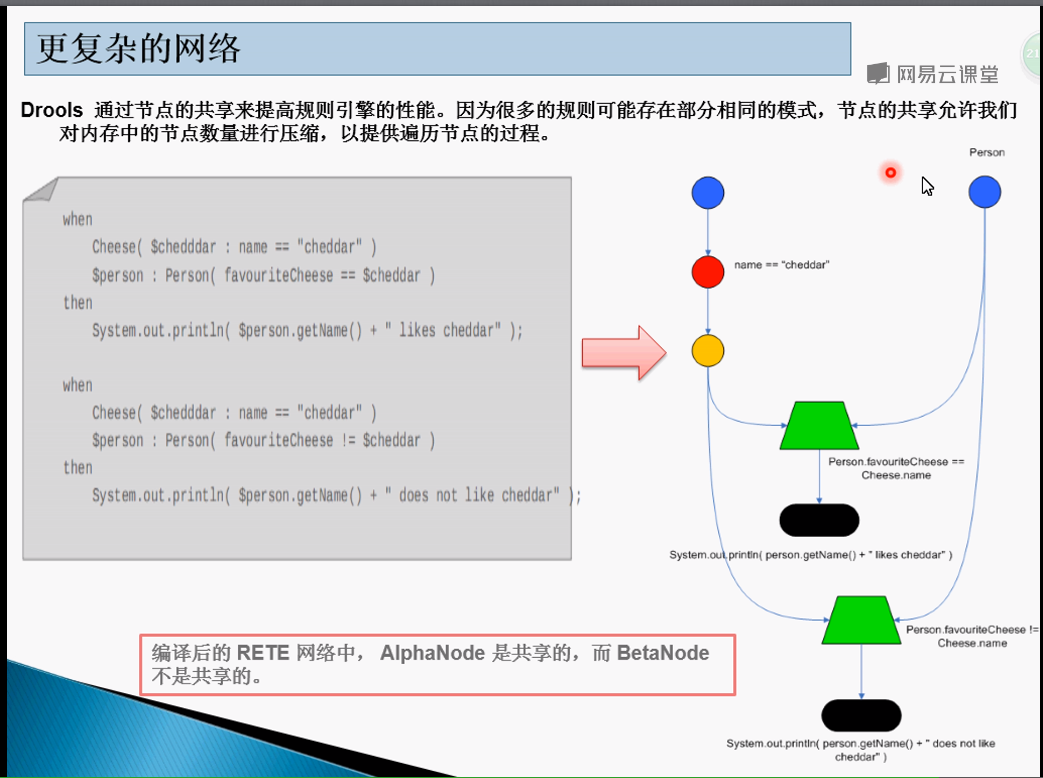 更复杂的网络
网易云课堂
21
Drools 通过节点的共享来提高规则引擎的性能。因为很多的规则可能存在部分相同的模式，节点的共享允许我们
对内存中的节点数量进行压缩，以提供遍历节点的过程。
when
Cheese( $chedddar : name == "cheddar" )
$person : Person( favouriteCheese == $cheddar )
then
System.out.println( $person.getName() + " likes cheddar" );
when
Cheese( $chedddar : name == "cheddar" )
$person : Person( favouriteCheese != $cheddar )
then
System.out.println( $person.getName() + " does not like cheddar" );
Person
name == "cheddar"
Person.favouriteCheese ==
Cheese.name
System.out.println( person.getName() + " likes cheddar" )
Person.favouriteCheese !=
Cheese.name
System.out.println( person.getName() + " does not like
cheddar" )
编译后的 RETE 网络中， AlphaNode 是共享的，而 BetaNode
不是共享的。